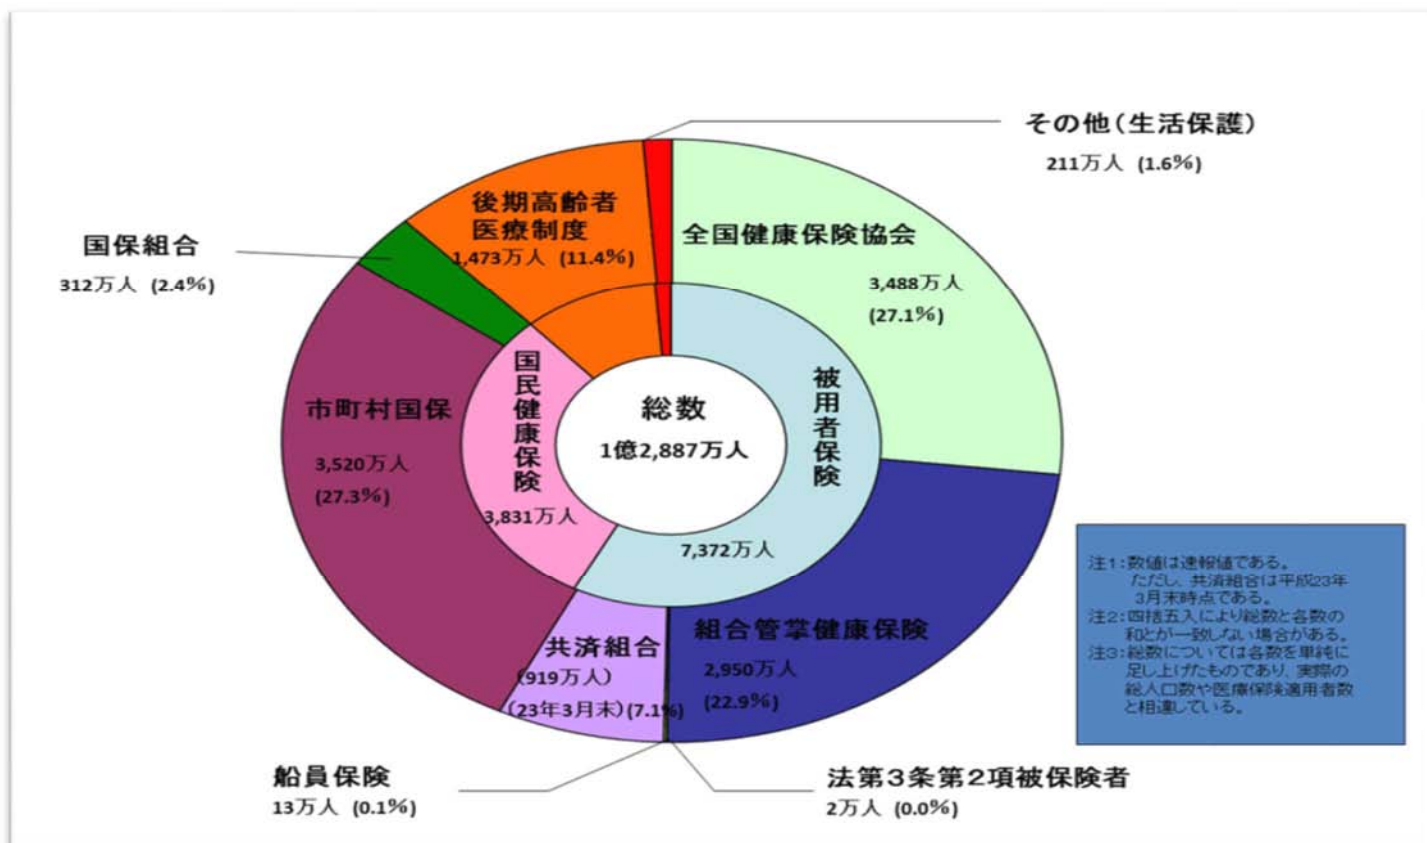 その他(生活保護)
211万人 (1.6%)
後期高齢者
医療制度
1,473万人 (11.4%)
全国健康保険協会
3,488万人
(27.1%)
国保組合
312万人 (2.4%)
国民健康保険
3,831万人
被用者保険
7,372万人
総数
1億2,887万人
市町村国保
3,520万人
(27.3%)
共済組合
(919万人)
(23年3月末)(7.1%)
組合管掌健康保険
2,950万人
(22.9%)
船員保険
13万人 (0.1%)
法第3条第2項被保険者
2万人 (0.0%)
注1:数値は速報値である。
ただし、共済組合は平成23年
3月末時点である。
注2:四捨五入により総数と各数の
和とが一致しない場合がある。
注3:総数については各数を単純に
足し上げたものであり、実際の
総人口数や医療保険適用者数
と相違している。